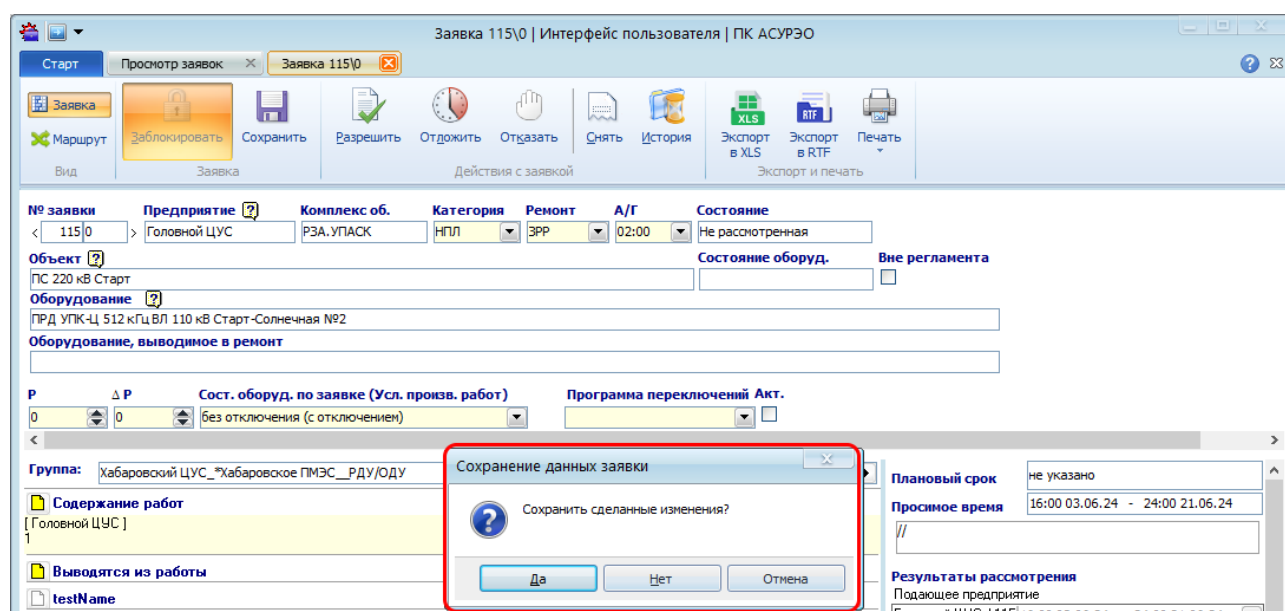 Заявка 115\0 | Интерфейс пользователя | ПК АСУРЭО
Старт Просмотр заявок Заявка 115\0
Заявка Маршрут Заблокировать Сохранить Разрешить Отложить Отказать Снять История Экспорт в XLS Экспорт в RTF Печать
Вид Заявка Действия с заявкой Экспорт и печать
№ заявки Предприятие [?] Комплекс об. Категория Ремонт А/Г Состояние
< 115 0 > Головной ЦУС РЗА.УПАСК НПЛ ЗРР 02:00 Не рассмотренная
Объект [?] Состояние оборуд. Вне регламента
ПС 220 кВ Старт
Оборудование [?]
ПРД УПК-Ц 512 кГц ВЛ 110 кВ Старт-Солнечная №2
Оборудование, выводимое в ремонт
Р Δ Р Сост. оборуд. по заявке (Усл. произв. работ) Программа переключений Акт.
0 0 без отключения (с отключением)
Группа: Хабаровский ЦУС_*Хабаровское ПМЭС__РДУ/ОДУ
Содержание работ
[ Головной ЦУС ]
1
Выводятся из работы
testName
Сохранение данных заявки
Сохранить сделанные изменения?
Да Нет Отмена
Плановый срок не указано
Просимое время 16:00 03.06.24 - 24:00 21.06.24
//
Результаты рассмотрения
Подающее предприятие